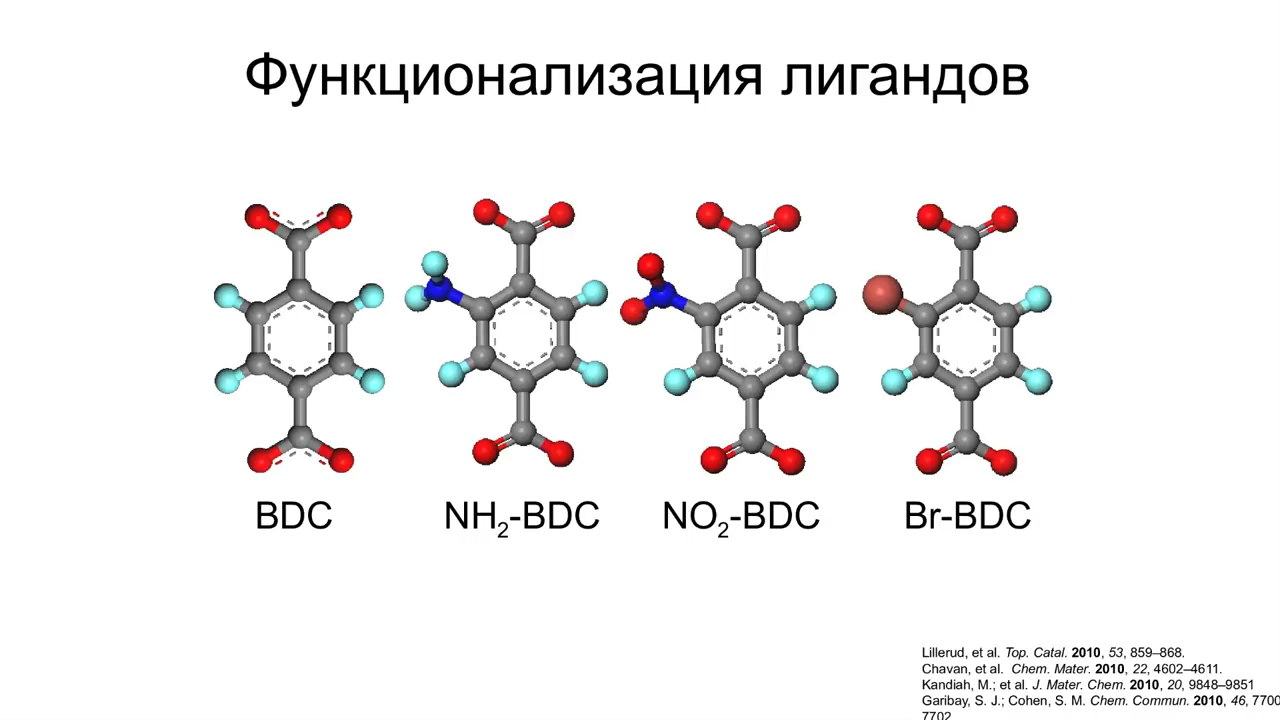 Функционализация лигандов
BDC
NH2-BDC
NO2-BDC
Br-BDC
Lillerud, et al. Top. Catal. 2010, 53, 859–868.
Chavan, et al. Chem. Mater. 2010, 22, 4602–4611.
Kandiah, M.; et al. J. Mater. Chem. 2010, 20, 9848–9851
Garibay, S. J.; Cohen, S. M. Chem. Commun. 2010, 46, 7700
7702